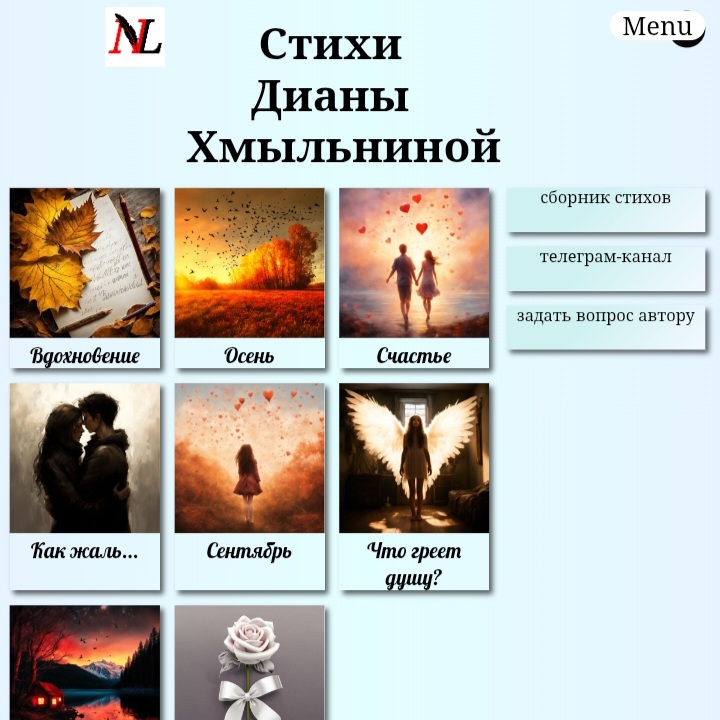 NL
Menu
Стихи
Дианы
Хмыльниной
сборник стихов
телеграм-канал
задать вопрос автору
Вдохновение
Осень
Счастье
Как жаль...
Сентябрь
Что греет
душу?